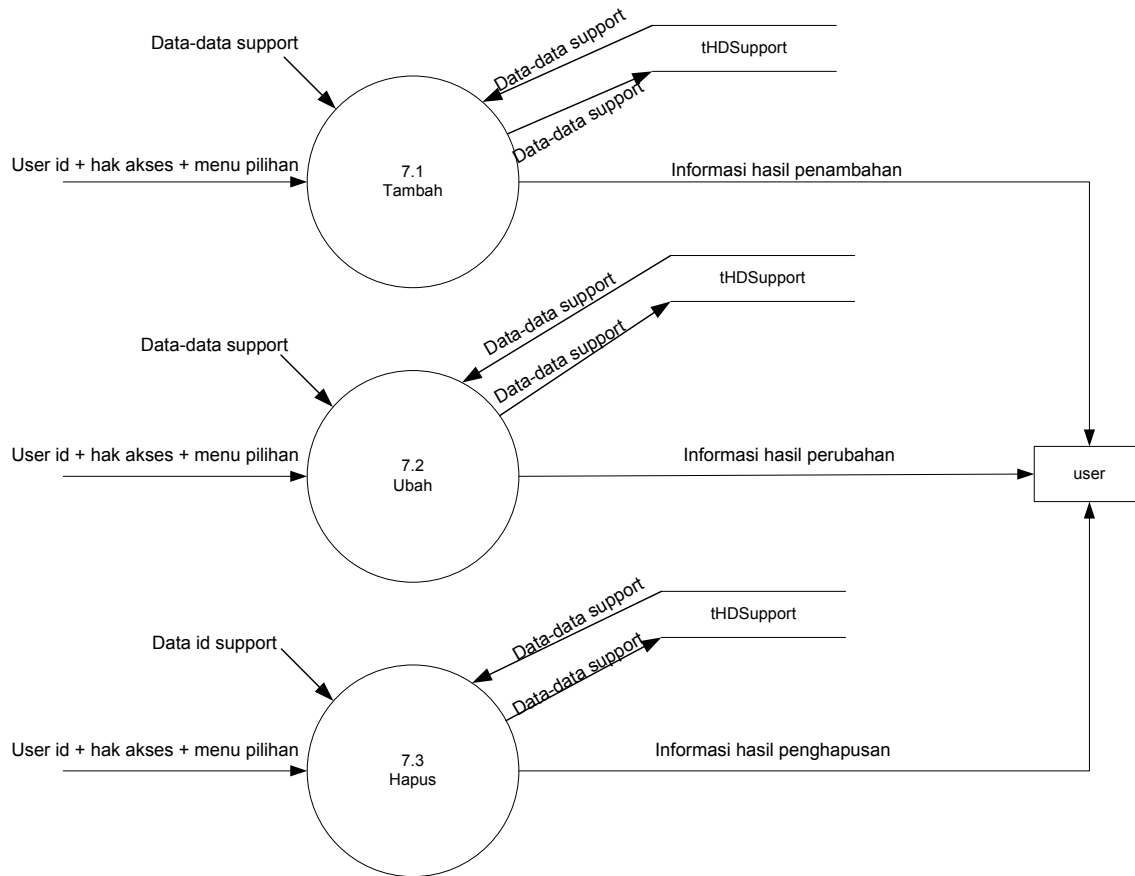 Data-data support
Data-data support
tHDSupport
Data-data support
User id + hak akses + menu pilihan
7.1
Tambah
Informasi hasil penambahan
Data-data support
Data-data support
tHDSupport
Data-data support
User id + hak akses + menu pilihan
7.2
Ubah
Informasi hasil perubahan
user
Data id support
Data-data support
tHDSupport
Data-data support
User id + hak akses + menu pilihan
7.3
Hapus
Informasi hasil penghapusan